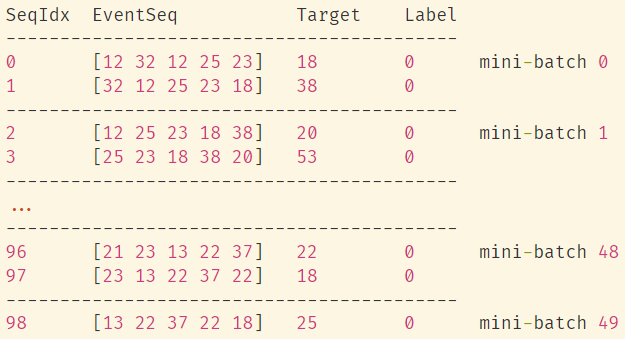 SeqIdx  EventSeq           Target    Label
------------------------------------------
0       [12 32 12 25 23]   18        0      mini-batch 0
1       [32 12 25 23 18]   38        0
------------------------------------------
2       [12 25 23 18 38]   20        0      mini-batch 1
3       [25 23 18 38 20]   53        0
------------------------------------------
...
------------------------------------------
96      [21 23 13 22 37]   22        0      mini-batch 48
97      [23 13 22 37 22]   18        0
------------------------------------------
98      [13 22 37 22 18]   25        0      mini-batch 49